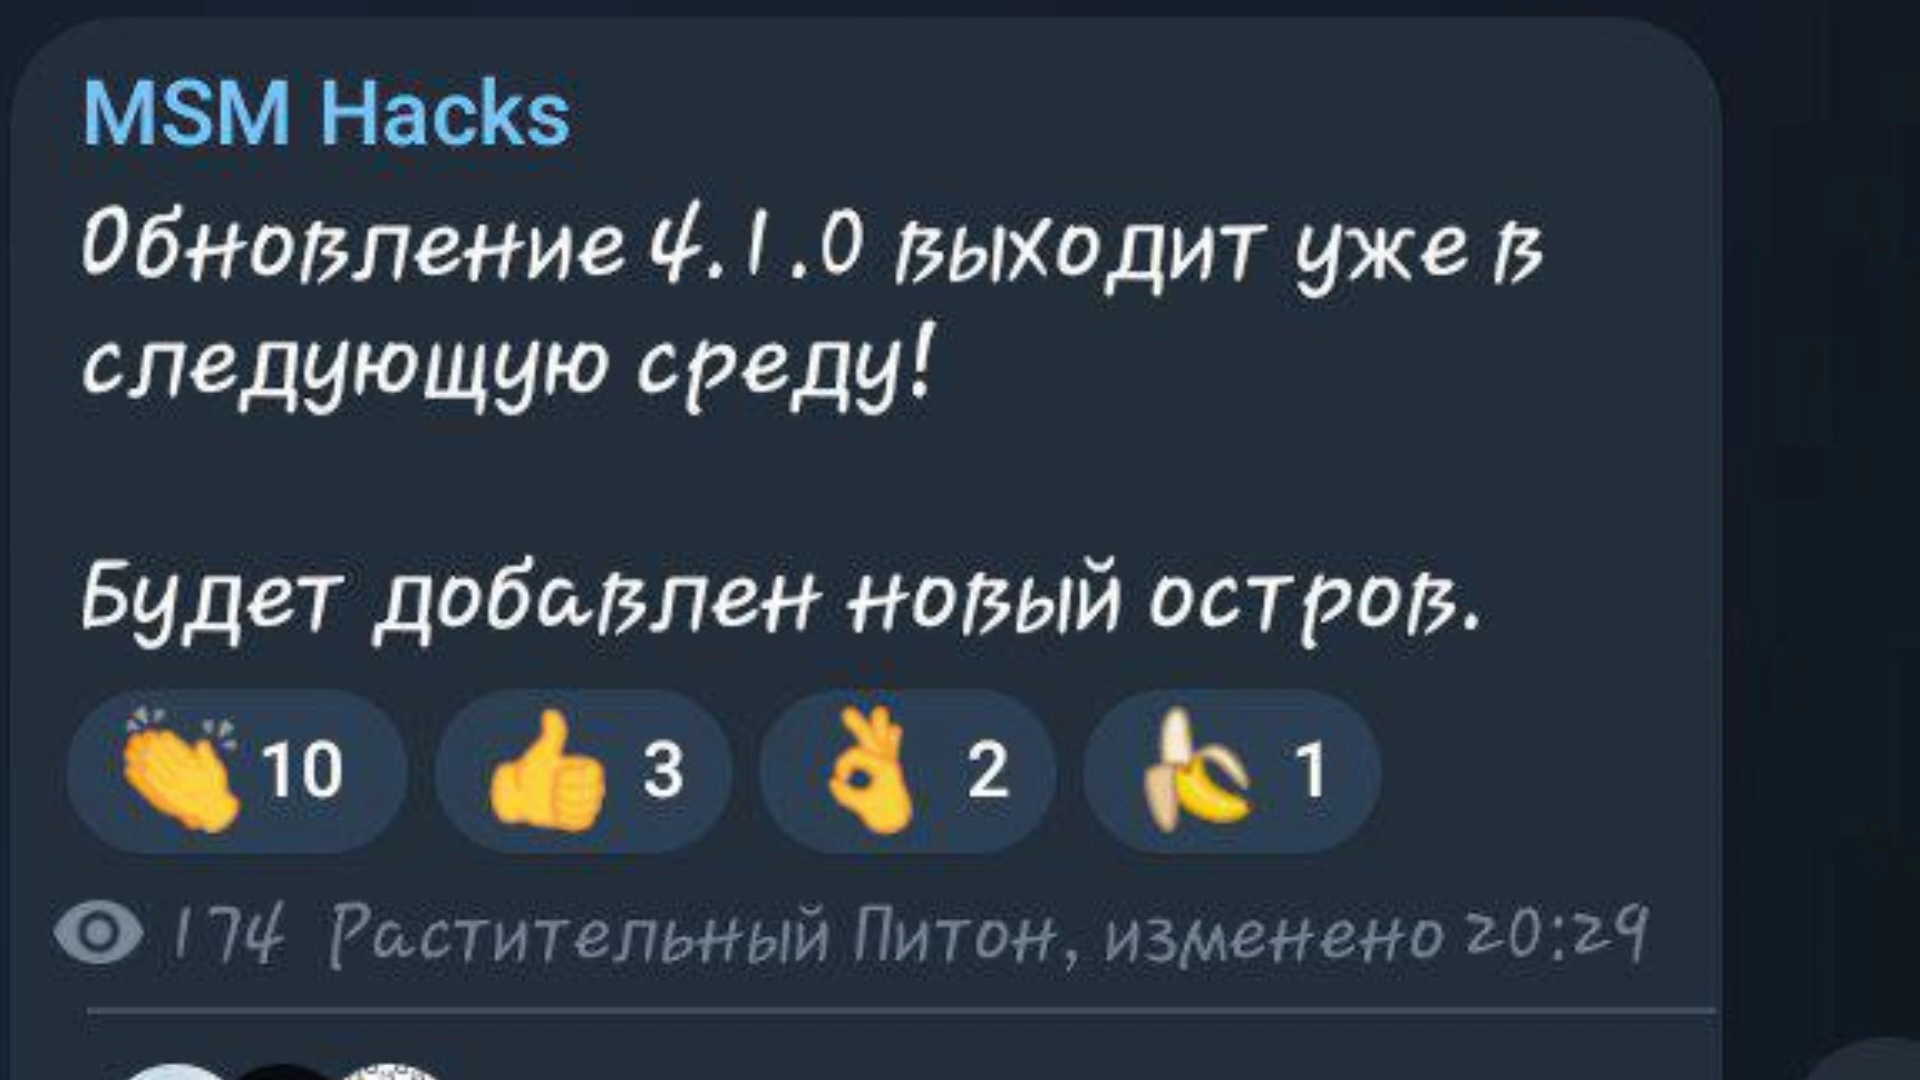 MSM Hacks
Обновление 4.1.0 выходит уже в
следующую среду!
Будет добавлен новый остров.
👏 10 👍 3 👌 2 🍌 1
174 Растительный Питон, изменено 20:29